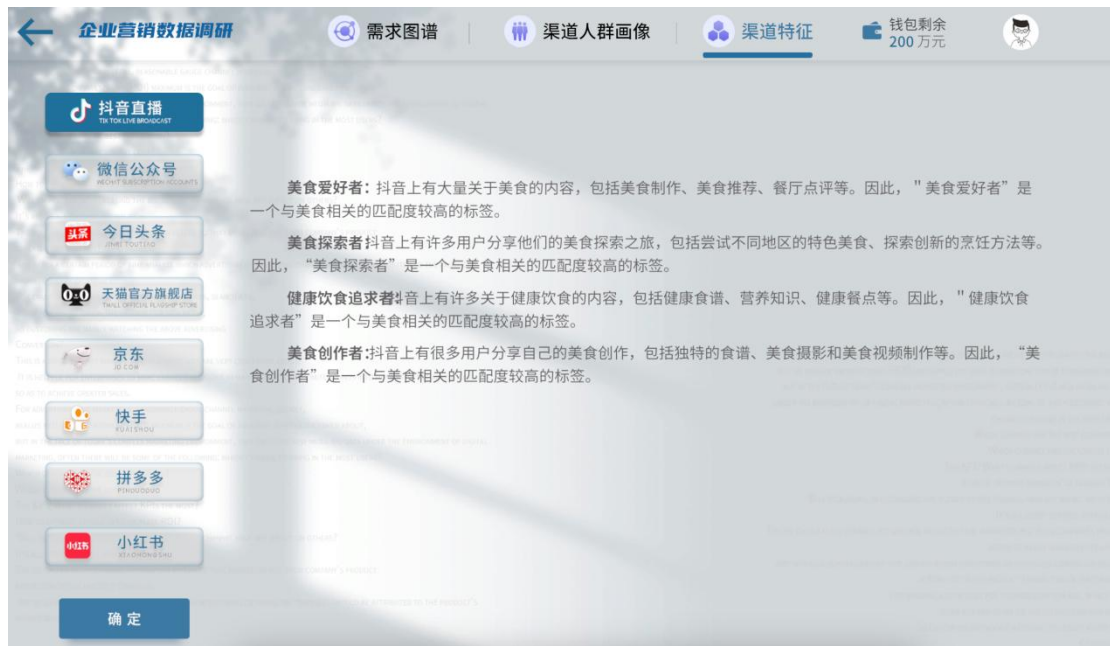 企业营销数据调研
需求图谱
渠道人群画像
渠道特征
钱包剩余
200 万元
抖音直播
TIK TOK LIVE BROADCAST
微信公众号
WECHAT SUBSCRIPTION ACCOUNTS
今日头条
JINRI TOUTIAO
天猫官方旗舰店
TMALL OFFICIAL FLAGSHIP STORE
京东
JD.COM
快手
KUAISHOU
拼多多
PINDUODUO
小红书
小红书
XIAOHONGSHU
确定
美食爱好者：抖音上有大量关于美食的内容，包括美食制作、美食推荐、餐厅点评等。因此，＂美食爱好者”是
一个与美食相关的匹配度较高的标签。
美食探索者:抖音上有许多用户分享他们的美食探索之旅，包括尝试不同地区的特色美食、探索创新的烹饪方法等。
因此，“美食探索者”是一个与美食相关的匹配度较高的标签。
健康饮食追求者:抖音上有许多关于健康饮食的内容，包括健康食谱、营养知识、健康餐点等。因此，＂健康饮食
追求者”是一个与美食相关的匹配度较高的标签。
美食创作者:抖音上有很多用户分享自己的美食创作，包括独特的食谱、美食摄影和美食视频制作等。因此，“美
食创作者”是一个与美食相关的匹配度较高的标签。